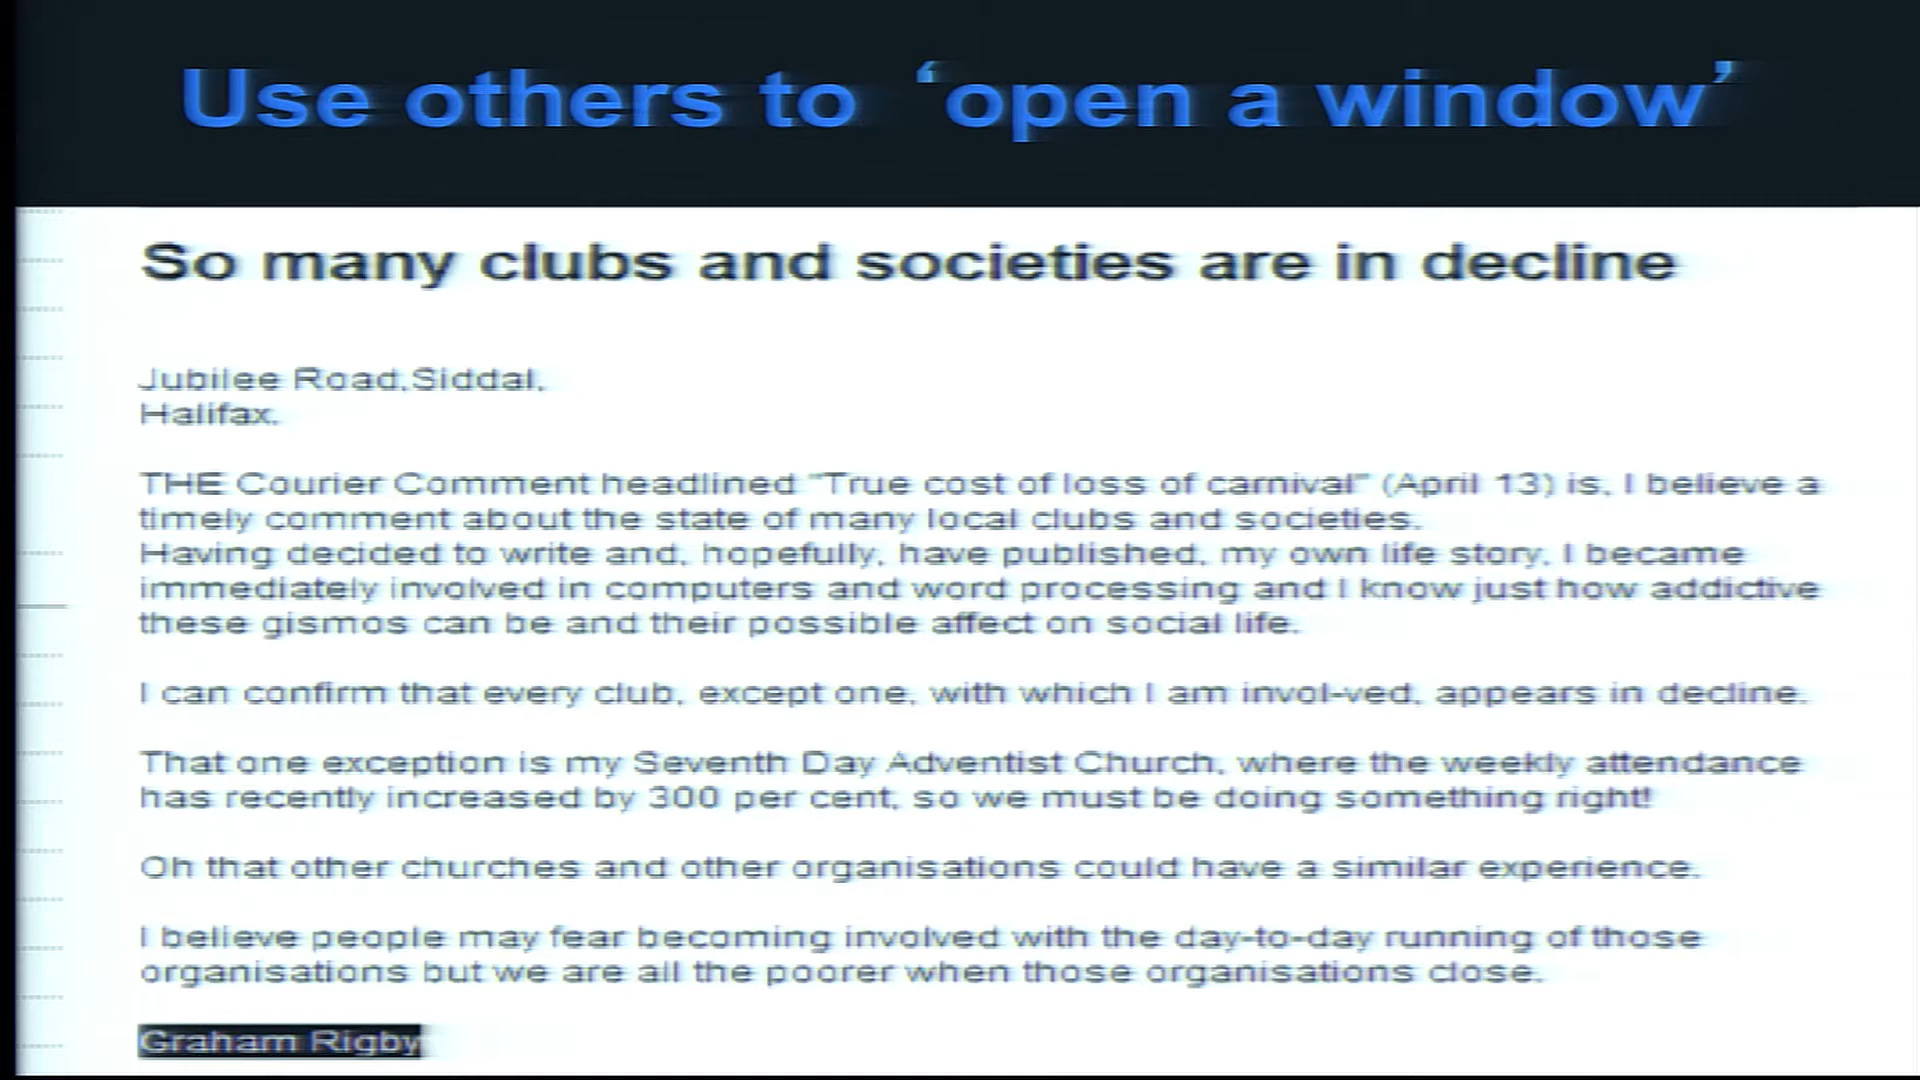 Use others to ‘open a window’
So many clubs and societies are in decline
Jubilee Road,Siddal,
Halifax.
THE Courier Comment headlined "True cost of loss of carnival" (April 13) is, I believe a
timely comment about the state of many local clubs and societies.
Having decided to write and, hopefully, have published, my own life story, I became
immediately involved in computers and word processing and I know just how addictive
these gismos can be and their possible affect on social life.
I can confirm that every club, except one, with which I am invol-ved, appears in decline.
That one exception is my Seventh Day Adventist Church, where the weekly attendance
has recently increased by 300 per cent, so we must be doing something right!
Oh that other churches and other organisations could have a similar experience.
I believe people may fear becoming involved with the day-to-day running of those
organisations but we are all the poorer when those organisations close.
Graham Rigby